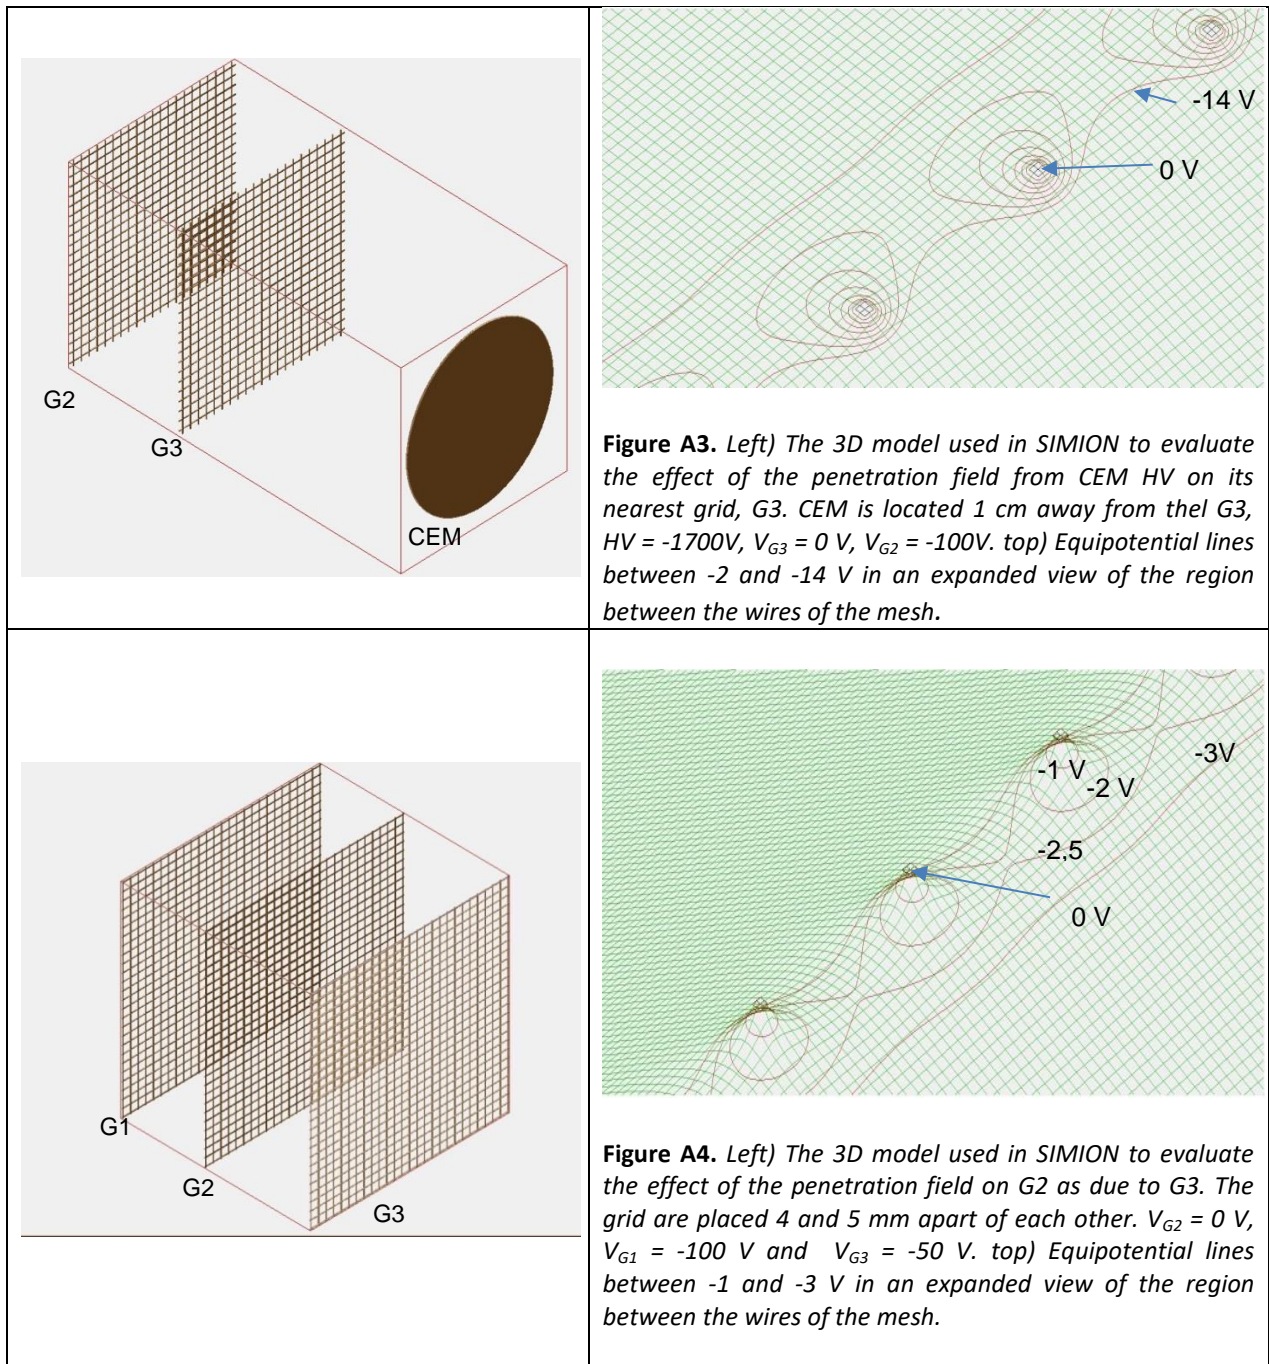 G2
G3
CEM
-14 V
0 V
Figure A3. Left) The 3D model used in SIMION to evaluate
the effect of the penetration field from CEM HV on its
nearest grid, G3. CEM is located 1 cm away from thel G3,
HV = -1700V, VG3 = 0 V, VG2 = -100V. top) Equipotential lines
between -2 and -14 V in an expanded view of the region
between the wires of the mesh.
G1
G2
G3
-3V
-1 V
-2 V
-2,5
0 V
Figure A4. Left) The 3D model used in SIMION to evaluate
the effect of the penetration field on G2 as due to G3. The
grid are placed 4 and 5 mm apart of each other. VG2 = 0 V,
VG1 = -100 V and VG3 = -50 V. top) Equipotential lines
between -1 and -3 V in an expanded view of the region
between the wires of the mesh.